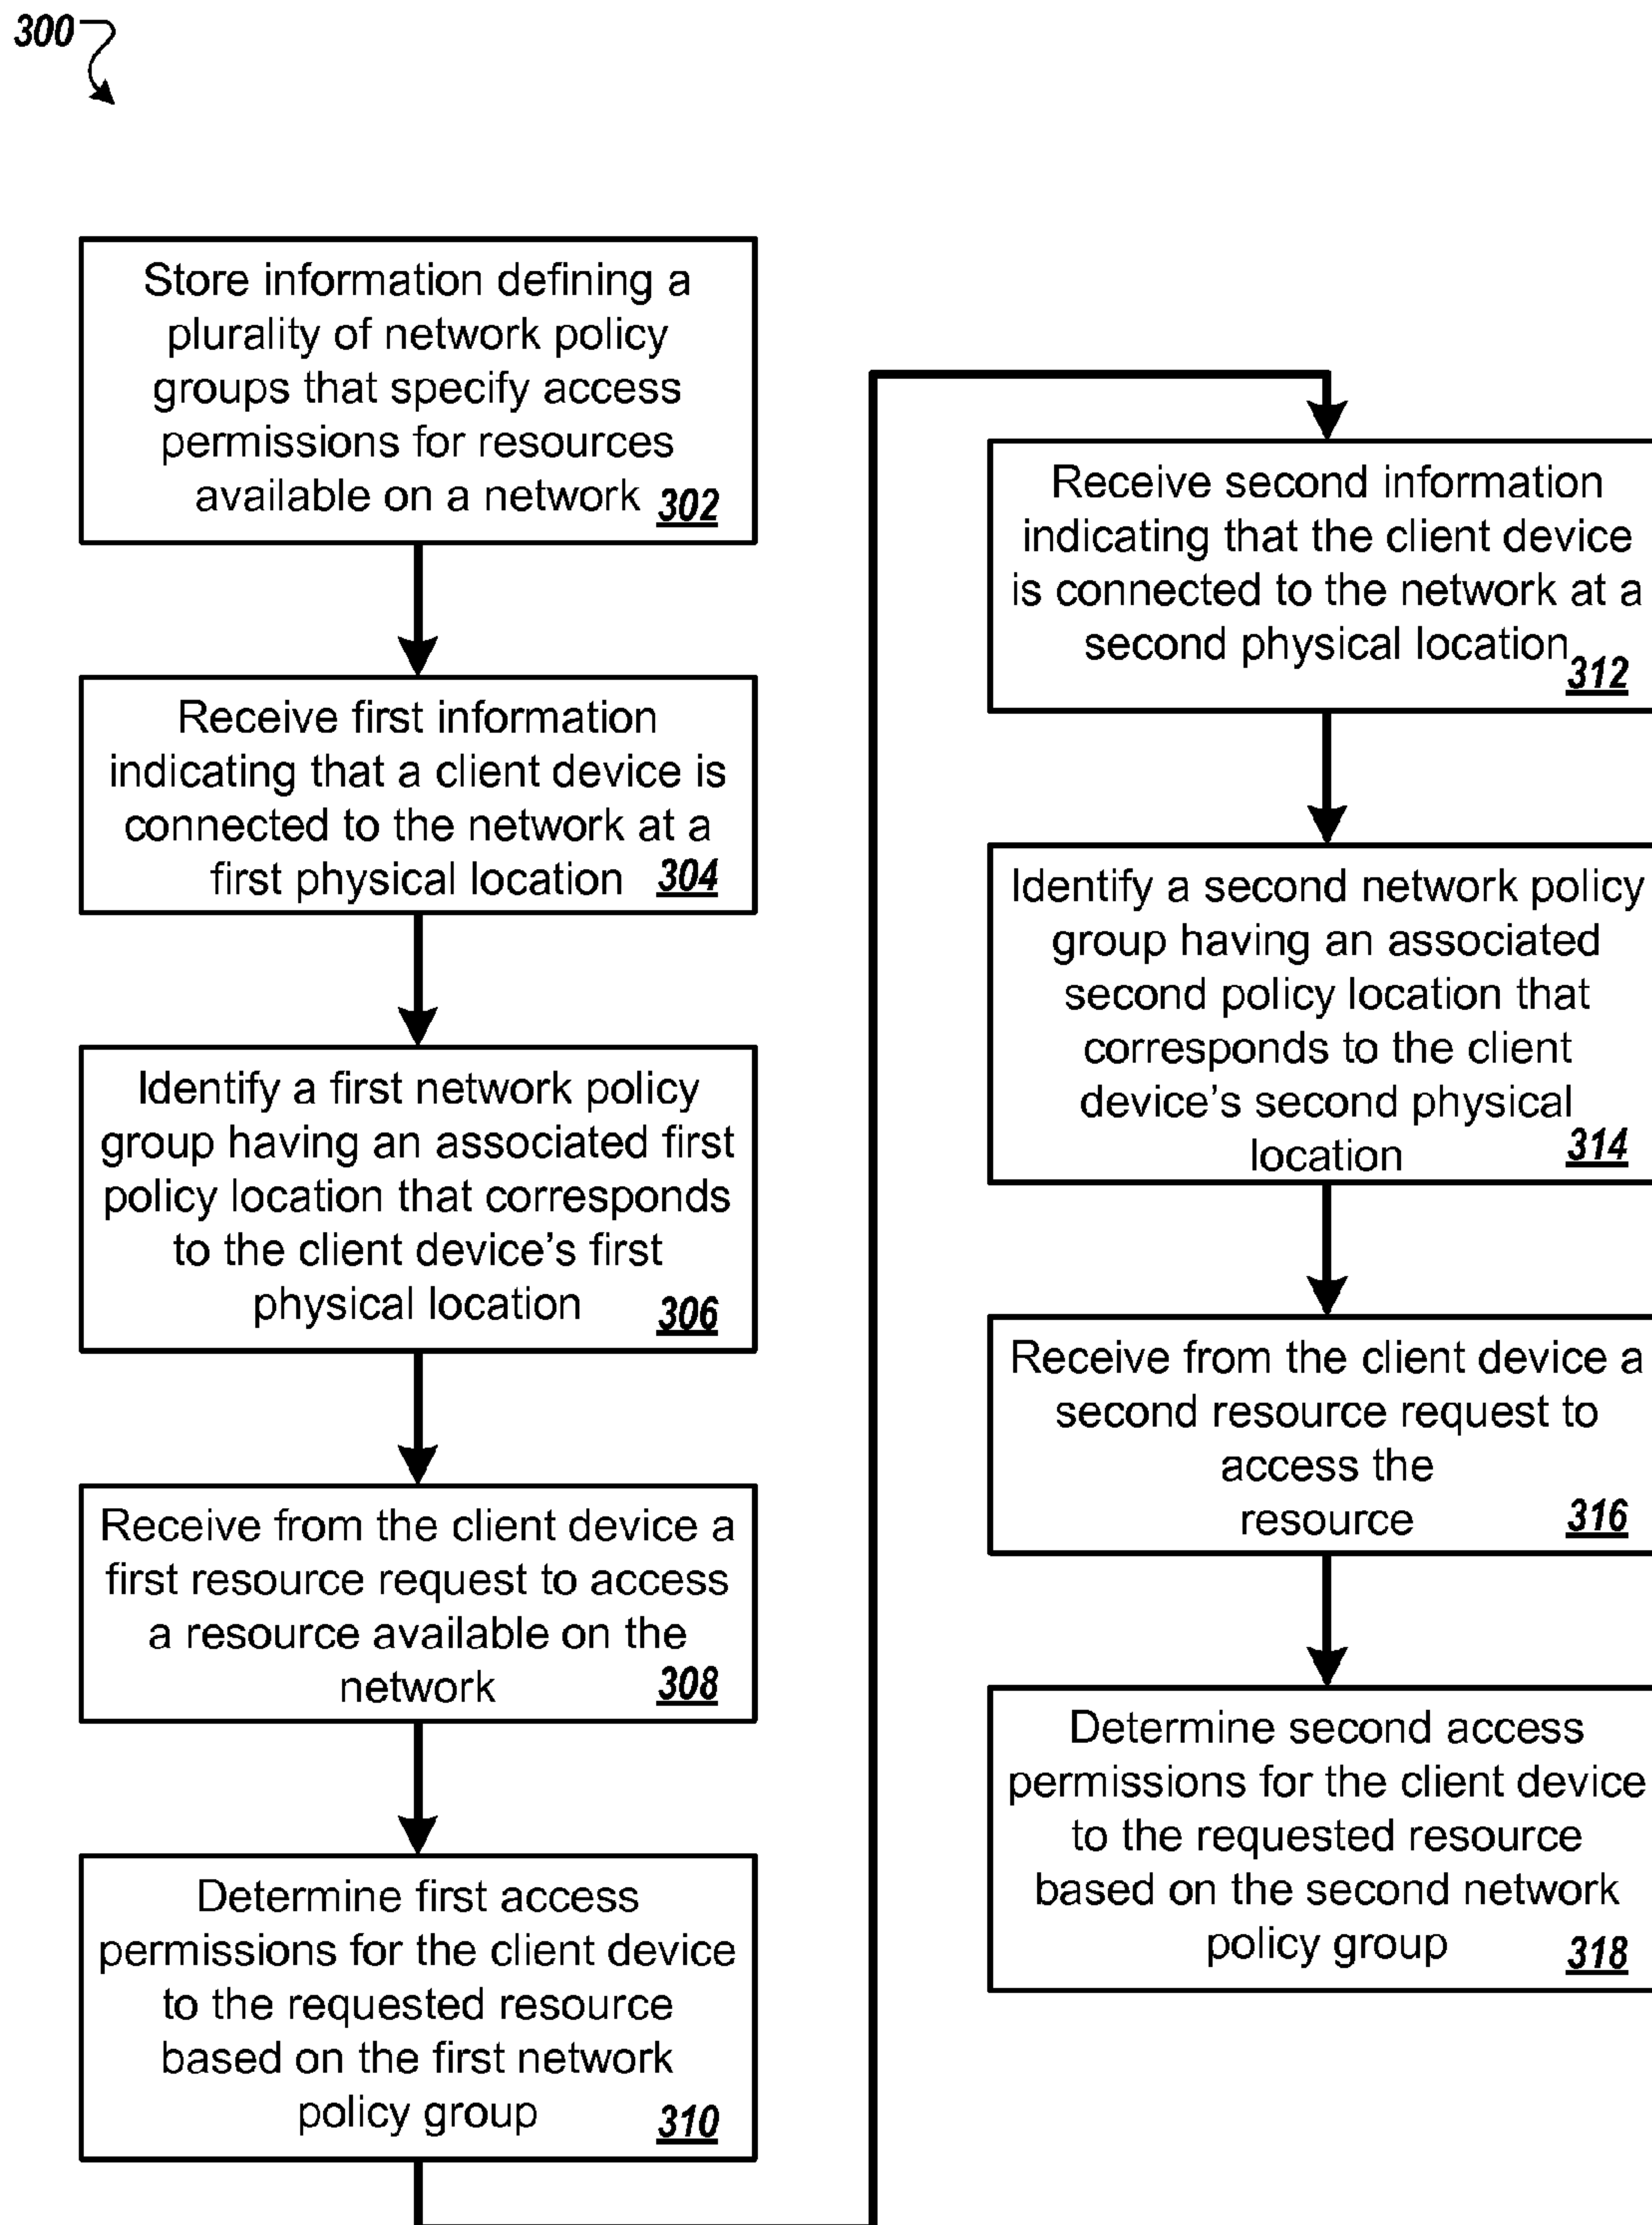 300
Store information defining a
plurality of network policy
groups that specify access
permissions for resources
available on a network 302
Receive first information
indicating that a client device is
connected to the network at a
first physical location 304
Identify a first network policy
group having an associated first
policy location that corresponds
to the client device's first
physical location 306
Receive from the client device a
first resource request to access
a resource available on the
network 308
Determine first access
permissions for the client device
to the requested resource
based on the first network
policy group 310
Receive second information
indicating that the client device
is connected to the network at a
second physical location 312
Identify a second network policy
group having an associated
second policy location that
corresponds to the client
device's second physical
location 314
Receive from the client device a
second resource request to
access the
resource 316
Determine second access
permissions for the client device
to the requested resource
based on the second network
policy group 318